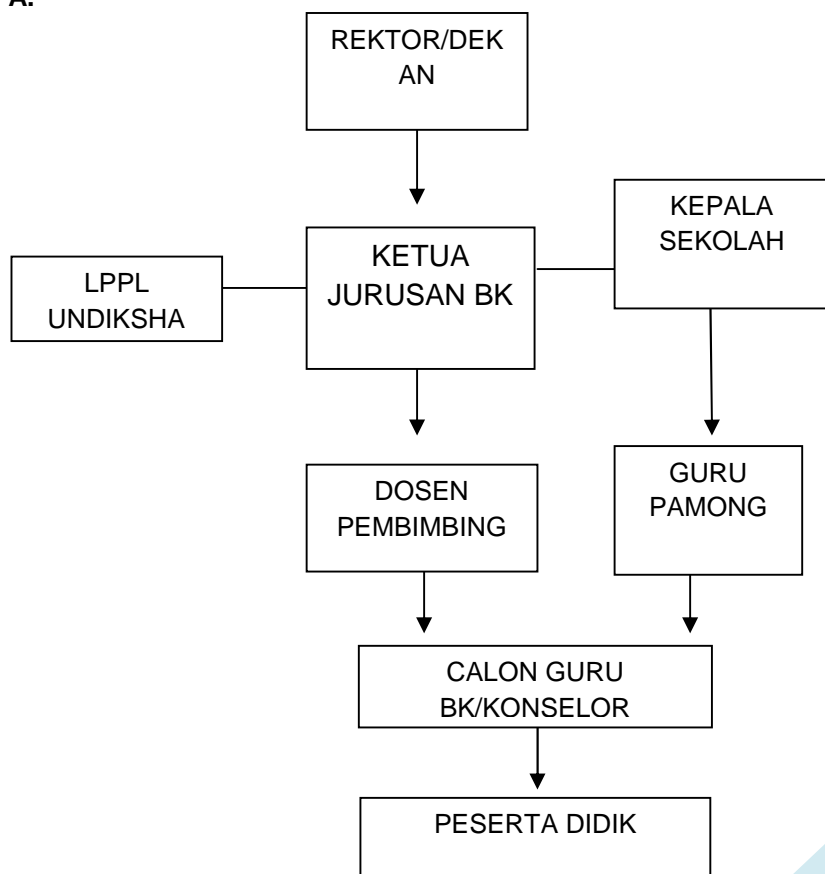 A.
REKTOR/DEK
AN
KEPALA
SEKOLAH
KETUA
JURUSAN BK
LPPL
UNDIKSHA
DOSEN
PEMBIMBING
GURU
PAMONG
CALON GURU
BK/KONSELOR
PESERTA DIDIK